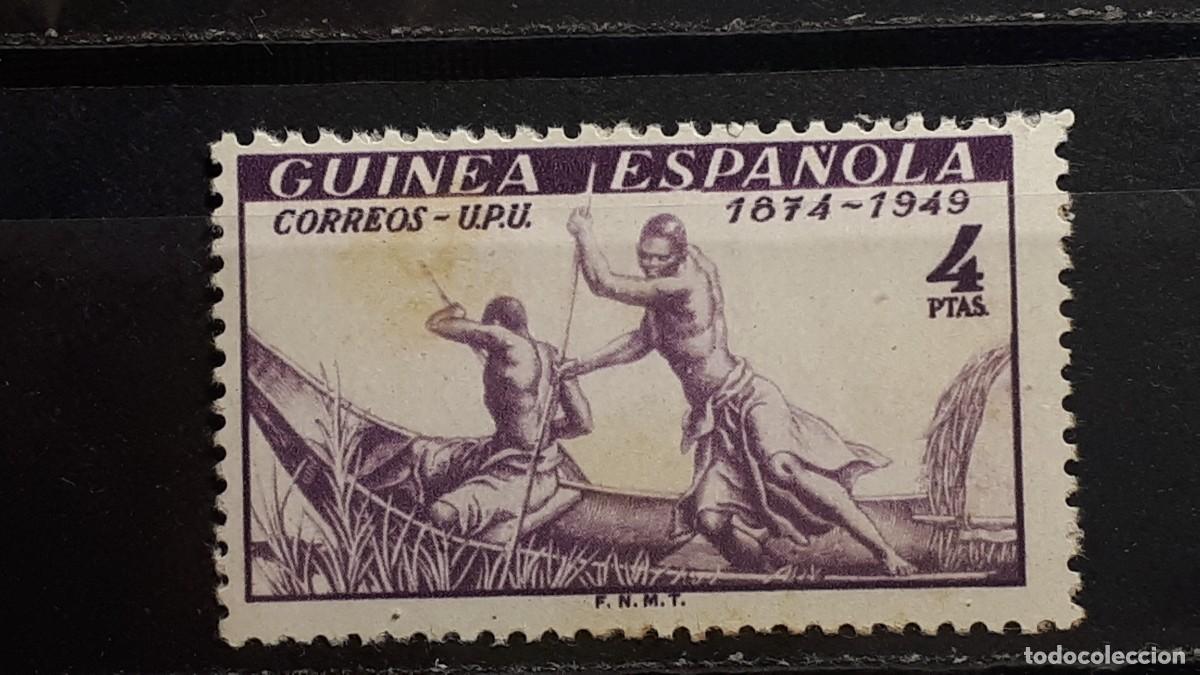 GUINEA ESPAÑOLA
CORREOS - U.P.U.
1874 ~ 1949
4
PTAS.
F. N. M. T.
todocoleccion